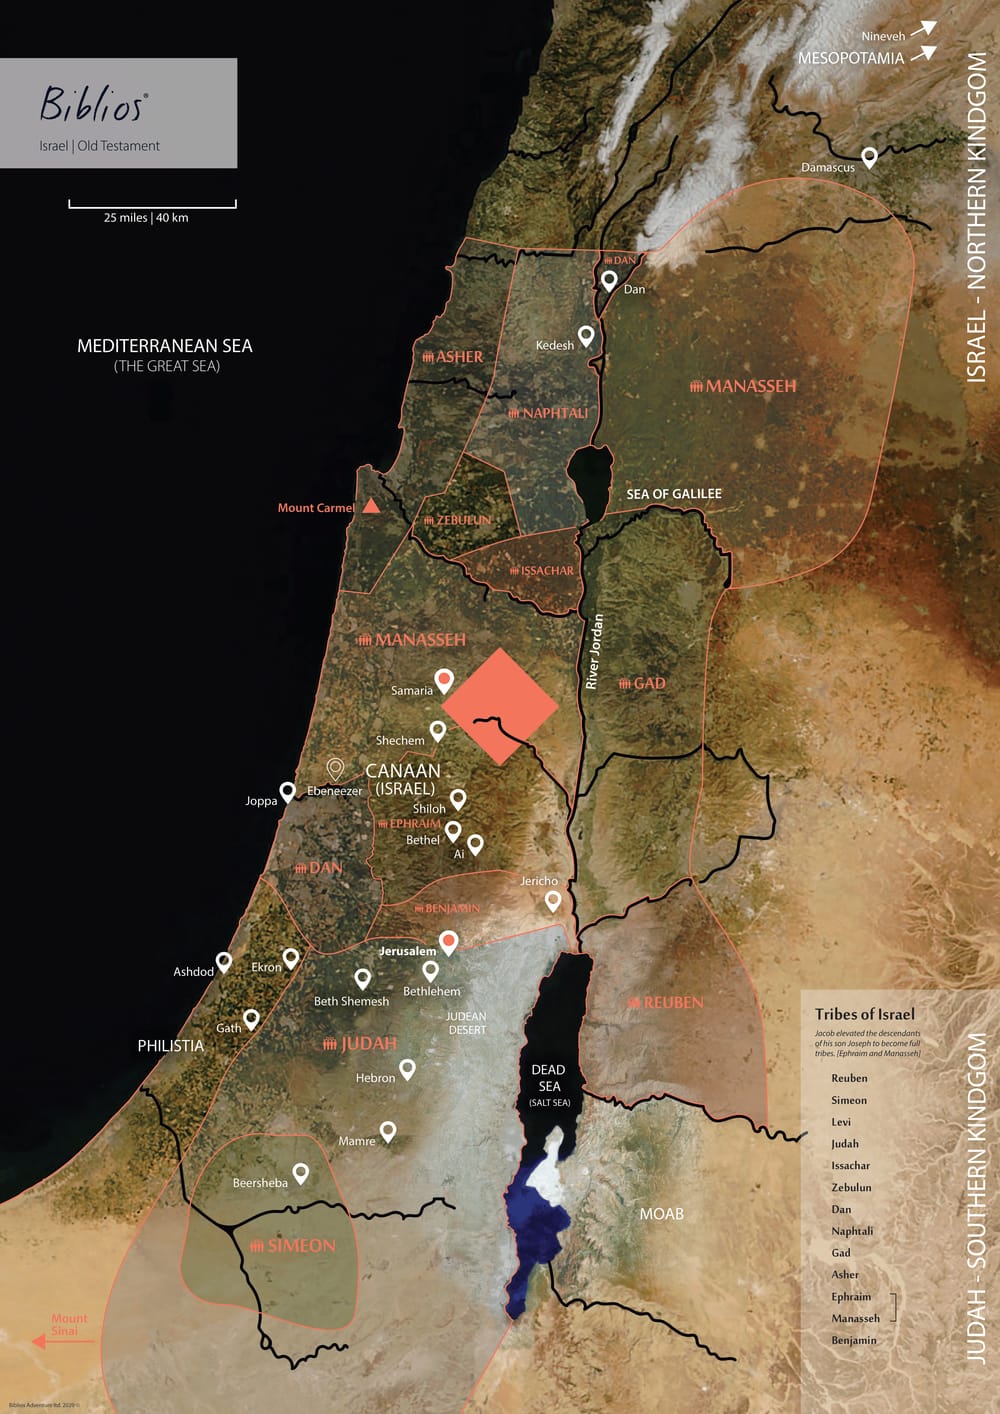 Nineveh
MESOPOTAMIA
Biblios®
Israel | Old Testament
25 miles | 40 km
ISRAEL - NORTHERN KINDGOM
Damascus
MEDITERRANEAN SEA
(THE GREAT SEA)
DAN
Dan
Kedesh
ASHER
MANASSEH
NAPHTALI
SEA OF GALILEE
Mount Carmel
ZEBULUN
ISSACHAR
River Jordan
MANASSEH
GAD
Samaria
Shechem
CANAAN
(ISRAEL)
Ebeneezer
Joppa
Shiloh
EPHRAIM
Bethel
Ai
DAN
Jericho
BENJAMIN
Jerusalem
Ashdod
Ekron
Beth Shemesh
Bethlehem
REUBEN
Gath
JUDEAN
DESERT
PHILISTIA
JUDAH
Hebron
DEAD
SEA
(SALT SEA)
Mamre
Beersheba
MOAB
SIMEON
Mount
Sinai
Tribes of Israel
Jacob elevated the descendants
of his son Joseph to become full
tribes. [Ephraim and Manasseh]
Reuben
Simeon
Levi
Judah
Issachar
Zebulun
Dan
Naphtali
Gad
Asher
Ephraim
Manasseh
Benjamin
JUDAH - SOUTHERN KINDGOM
Biblios Adventure ltd. 2020 ©